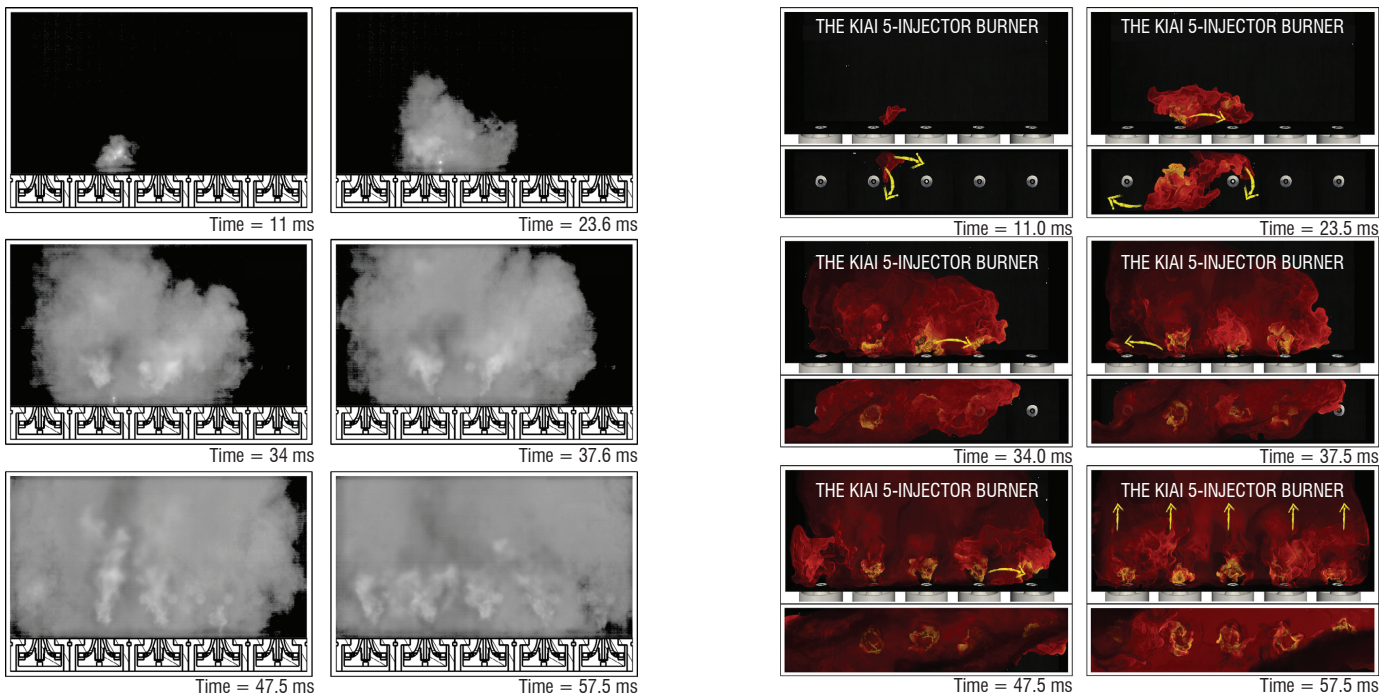 Time = 11 ms
Time = 23.6 ms
Time = 34 ms
Time = 37.6 ms
Time = 47.5 ms
Time = 57.5 ms
THE KIAI 5-INJECTOR BURNER
Time = 11.0 ms
THE KIAI 5-INJECTOR BURNER
Time = 23.5 ms
THE KIAI 5-INJECTOR BURNER
Time = 34.0 ms
THE KIAI 5-INJECTOR BURNER
Time = 37.5 ms
THE KIAI 5-INJECTOR BURNER
Time = 47.5 ms
THE KIAI 5-INJECTOR BURNER
Time = 57.5 ms